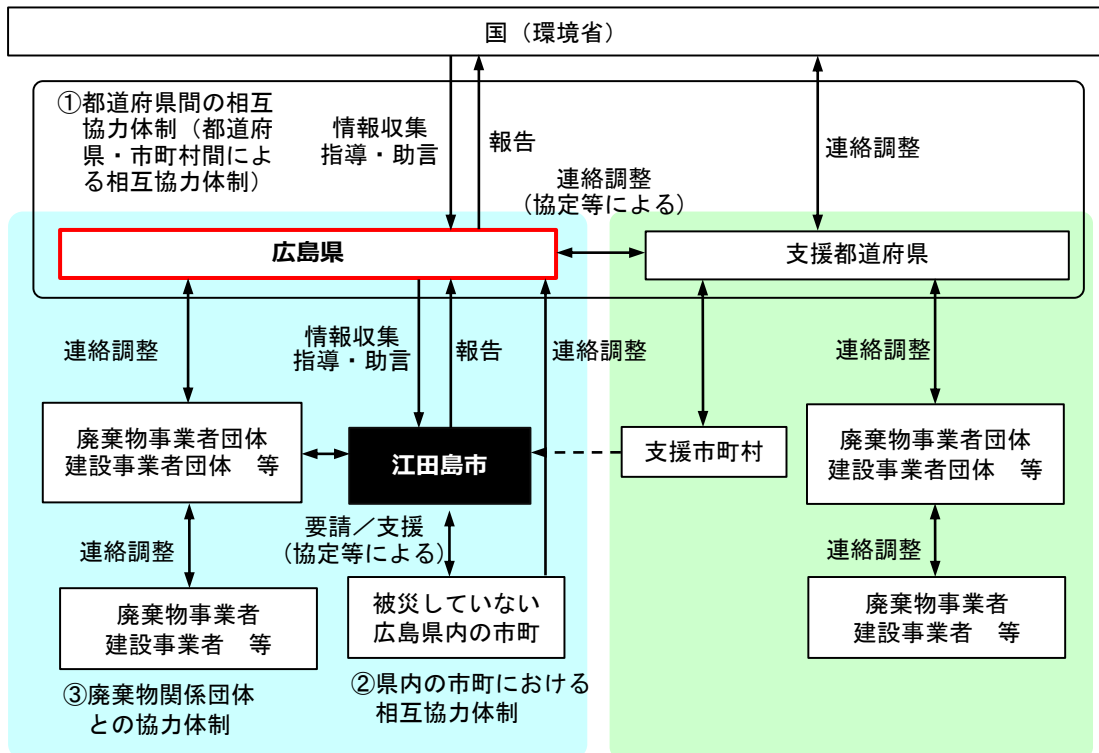 国（環境省）
①都道府県間の相互
協力体制（都道府
県・市町村間によ
る相互協力体制）
情報収集
指導・助言
報告
連絡調整
(協定等による)
連絡調整
広島県
支援都道府県
連絡調整
情報収集
指導・助言
報告
連絡調整
連絡調整
廃棄物事業者団体
建設事業者団体　等
江田島市
支援市町村
廃棄物事業者団体
建設事業者団体　等
連絡調整
要請／支援
(協定等による)
連絡調整
廃棄物事業者
建設事業者　等
被災していない
広島県内の市町
廃棄物事業者
建設事業者　等
③廃棄物関係団体
との協力体制
②県内の市町における
相互協力体制